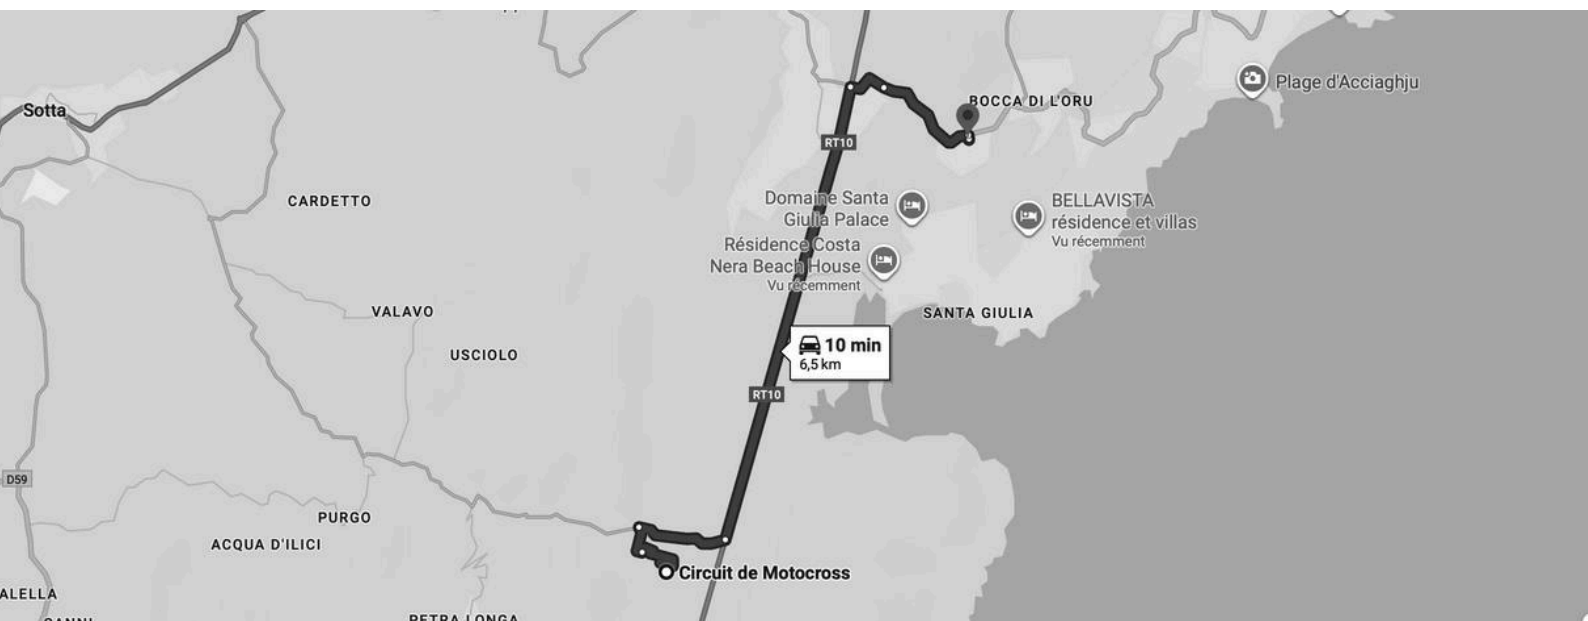 Sotta
BOCCA DI L'ORU
Plage d'Acciaghju
RT10
CARDETTO
Domaine Santa
Giulia Palace
BELLAVISTA
résidence et villas
Vu récemment
Résidence Costa
Nera Beach House
Vu récemment
VALAVO
SANTA GIULIA
USCIOLO
10 min
6,5 km
RT10
D59
PURGO
ACQUA D'ILICI
Circuit de Motocross
ALELLA
PETRA LONGA